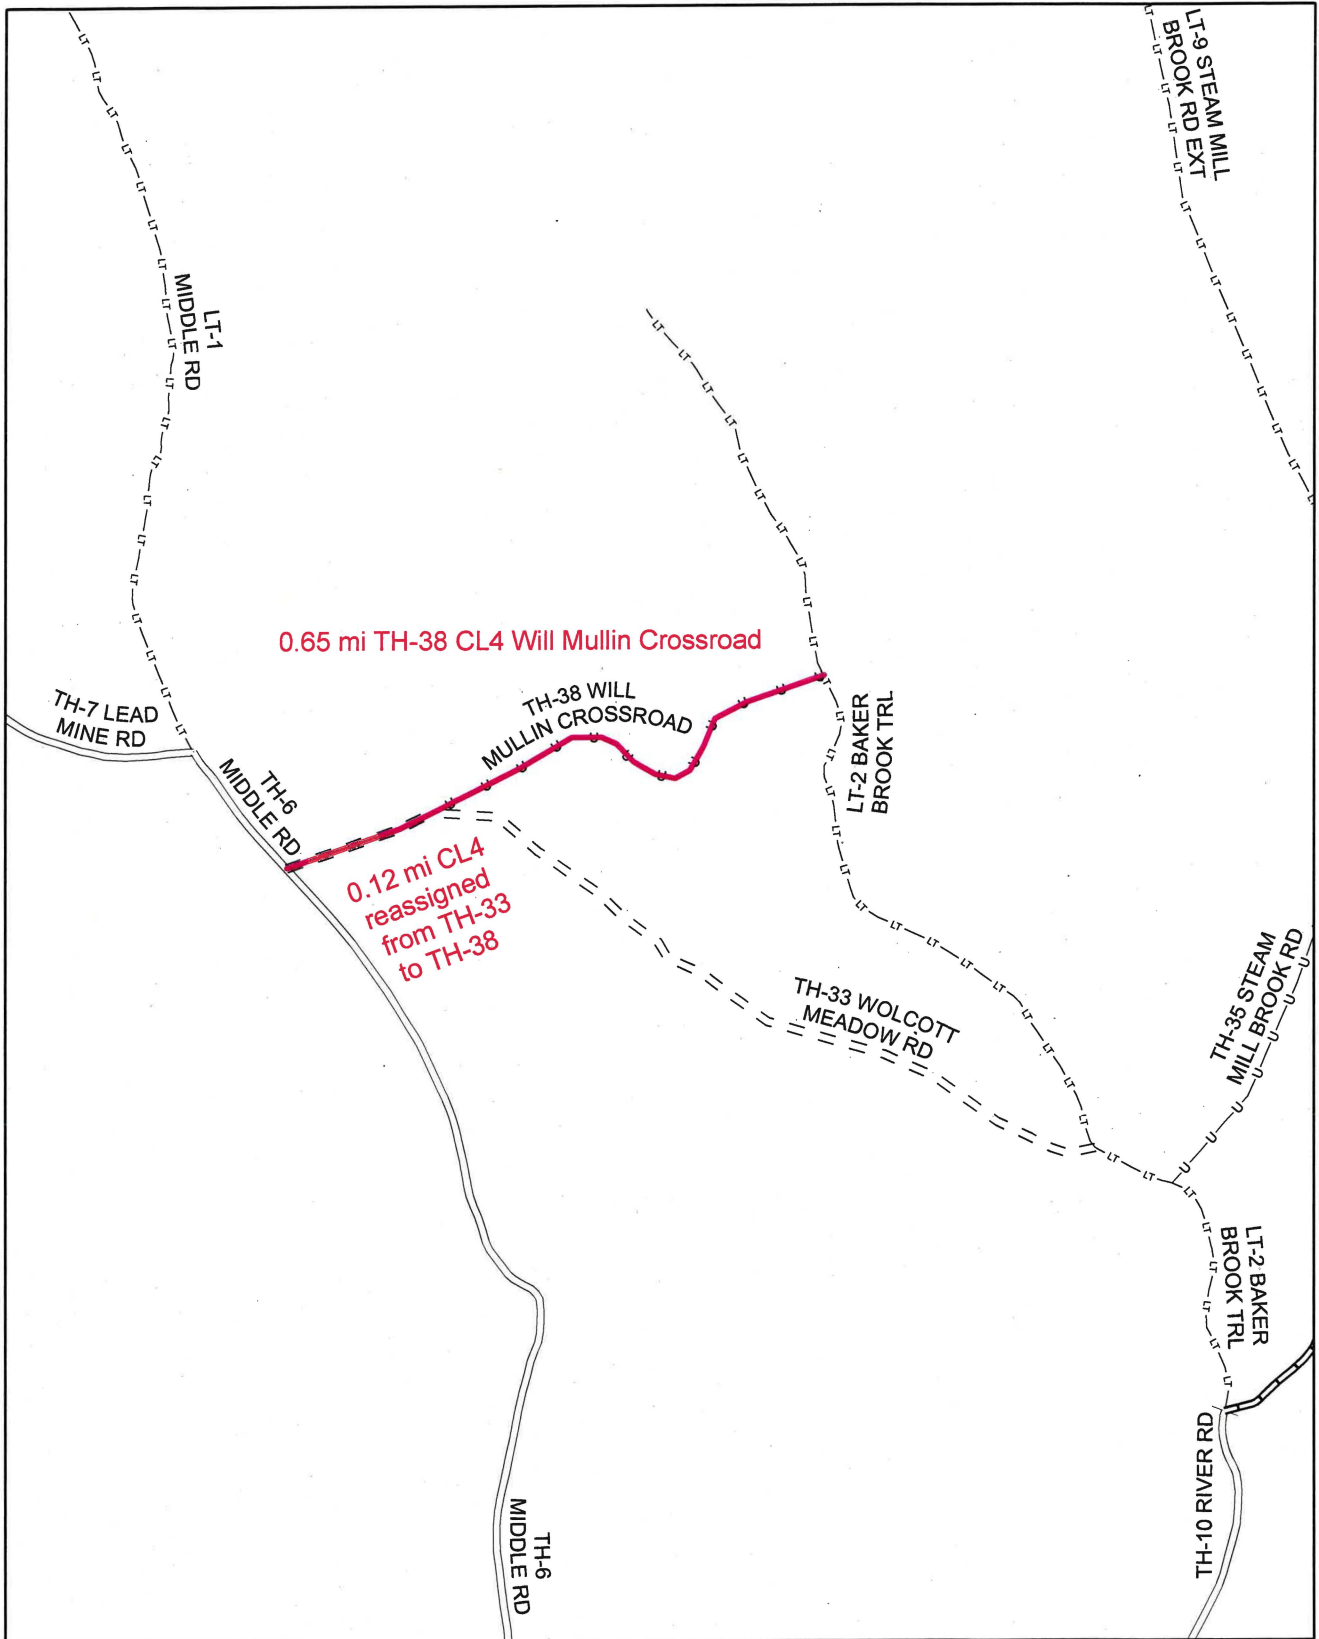 LT-9 STEAM MILL
BROOK RD EXT
LT-1
MIDDLE RD
0.65 mi TH-38 CL4 Will Mullin Crossroad
TH-38 WILL
MULLIN CROSSROAD
TH-7 LEAD
MINE RD
TH-6
MIDDLE RD
LT-2 BAKER
BROOK TRL
0.12 mi CL4
reassigned
from TH-33
to TH-38
TH-33 WOLCOTT
MEADOW RD
TH-35 STEAM
MILL BROOK RD
LT-2 BAKER
BROOK TRL
TH-10 RIVER RD
TH-6
MIDDLE RD